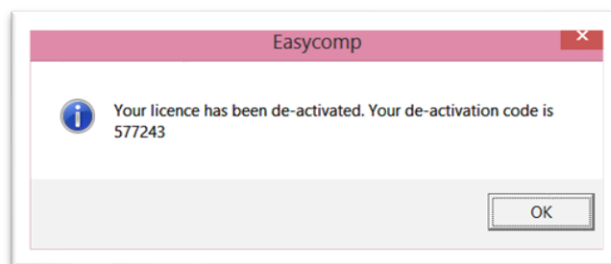 Easycomp
Your licence has been de-activated. Your de-activation code is
577243
OK